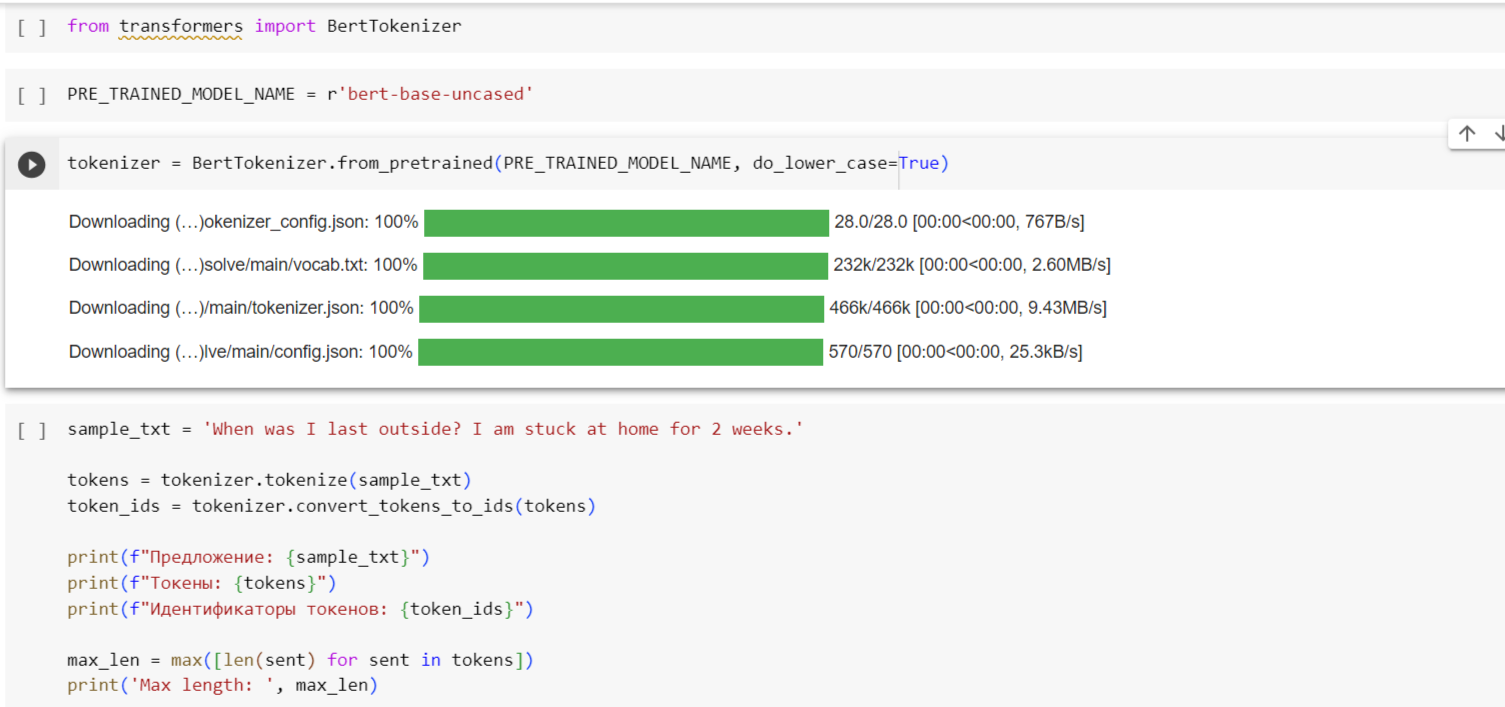 [ ] from transformers import BertTokenizer
[ ] PRE_TRAINED_MODEL_NAME = r'bert-base-uncased'
tokenizer = BertTokenizer.from_pretrained(PRE_TRAINED_MODEL_NAME, do_lower_case=True)
Downloading (…)okenizer_config.json: 100% 28.0/28.0 [00:00<00:00, 767B/s]
Downloading (…)solve/main/vocab.txt: 100% 232k/232k [00:00<00:00, 2.60MB/s]
Downloading (…)/main/tokenizer.json: 100% 466k/466k [00:00<00:00, 9.43MB/s]
Downloading (…)lve/main/config.json: 100% 570/570 [00:00<00:00, 25.3kB/s]
[ ] sample_txt = 'When was I last outside? I am stuck at home for 2 weeks.'
tokens = tokenizer.tokenize(sample_txt)
token_ids = tokenizer.convert_tokens_to_ids(tokens)
print(f"Предложение: {sample_txt}")
print(f"Токены: {tokens}")
print(f"Идентификаторы токенов: {token_ids}")
max_len = max([len(sent) for sent in tokens])
print('Max length: ', max_len)